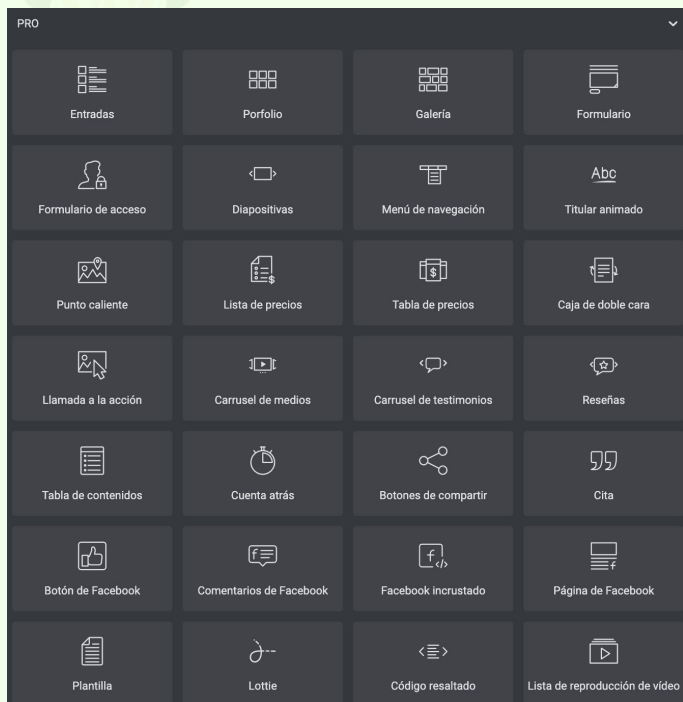 PRO
Entradas
Porfolio
Galería
Formulario
Formulario de acceso
Diapositivas
Menú de navegación
Abc
Titular animado
Punto caliente
Lista de precios
Tabla de precios
Caja de doble cara
Llamada a la acción
Carrusel de medios
Carrusel de testimonios
Reseñas
Tabla de contenidos
Cuenta atrás
Botones de compartir
Cita
Botón de Facebook
Comentarios de Facebook
Facebook incrustado
Página de Facebook
Plantilla
Lottie
Código resaltado
Lista de reproducción de vídeo